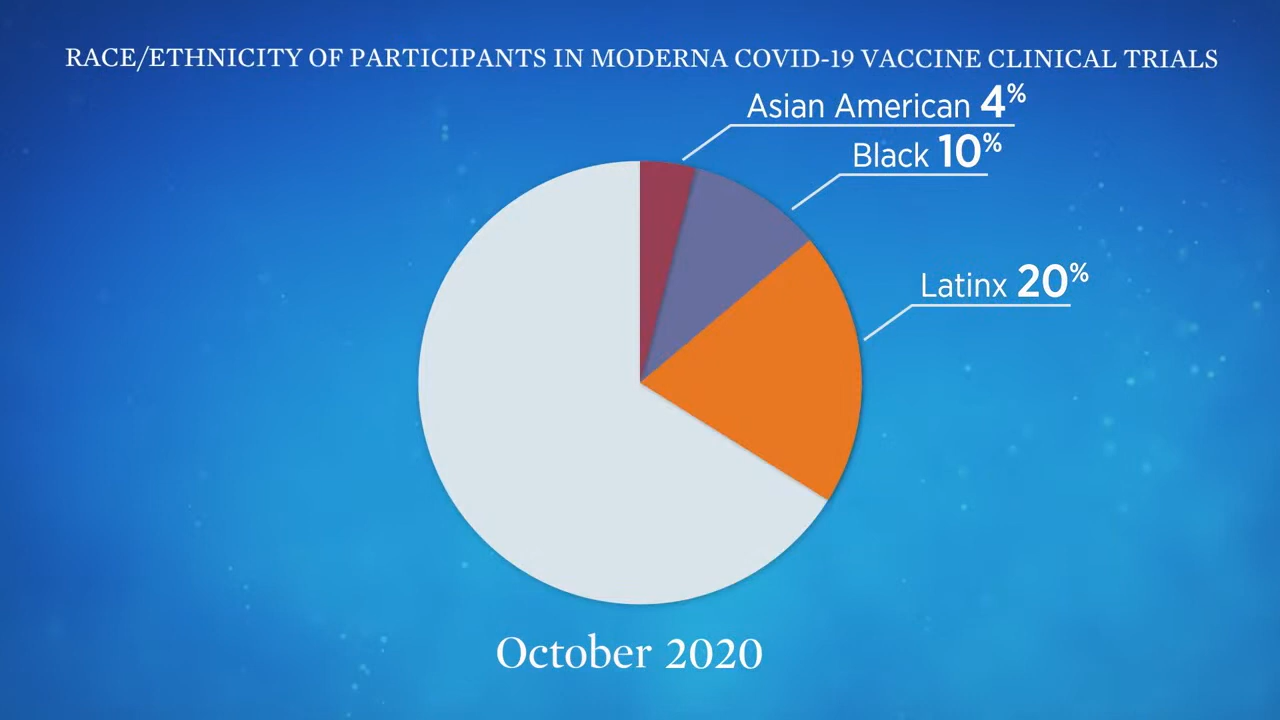 RACE/ETHNICITY OF PARTICIPANTS IN MODERNA COVID-19 VACCINE CLINICAL TRIALS
Asian American 4%
Black 10%
Latinx 20%
October 2020